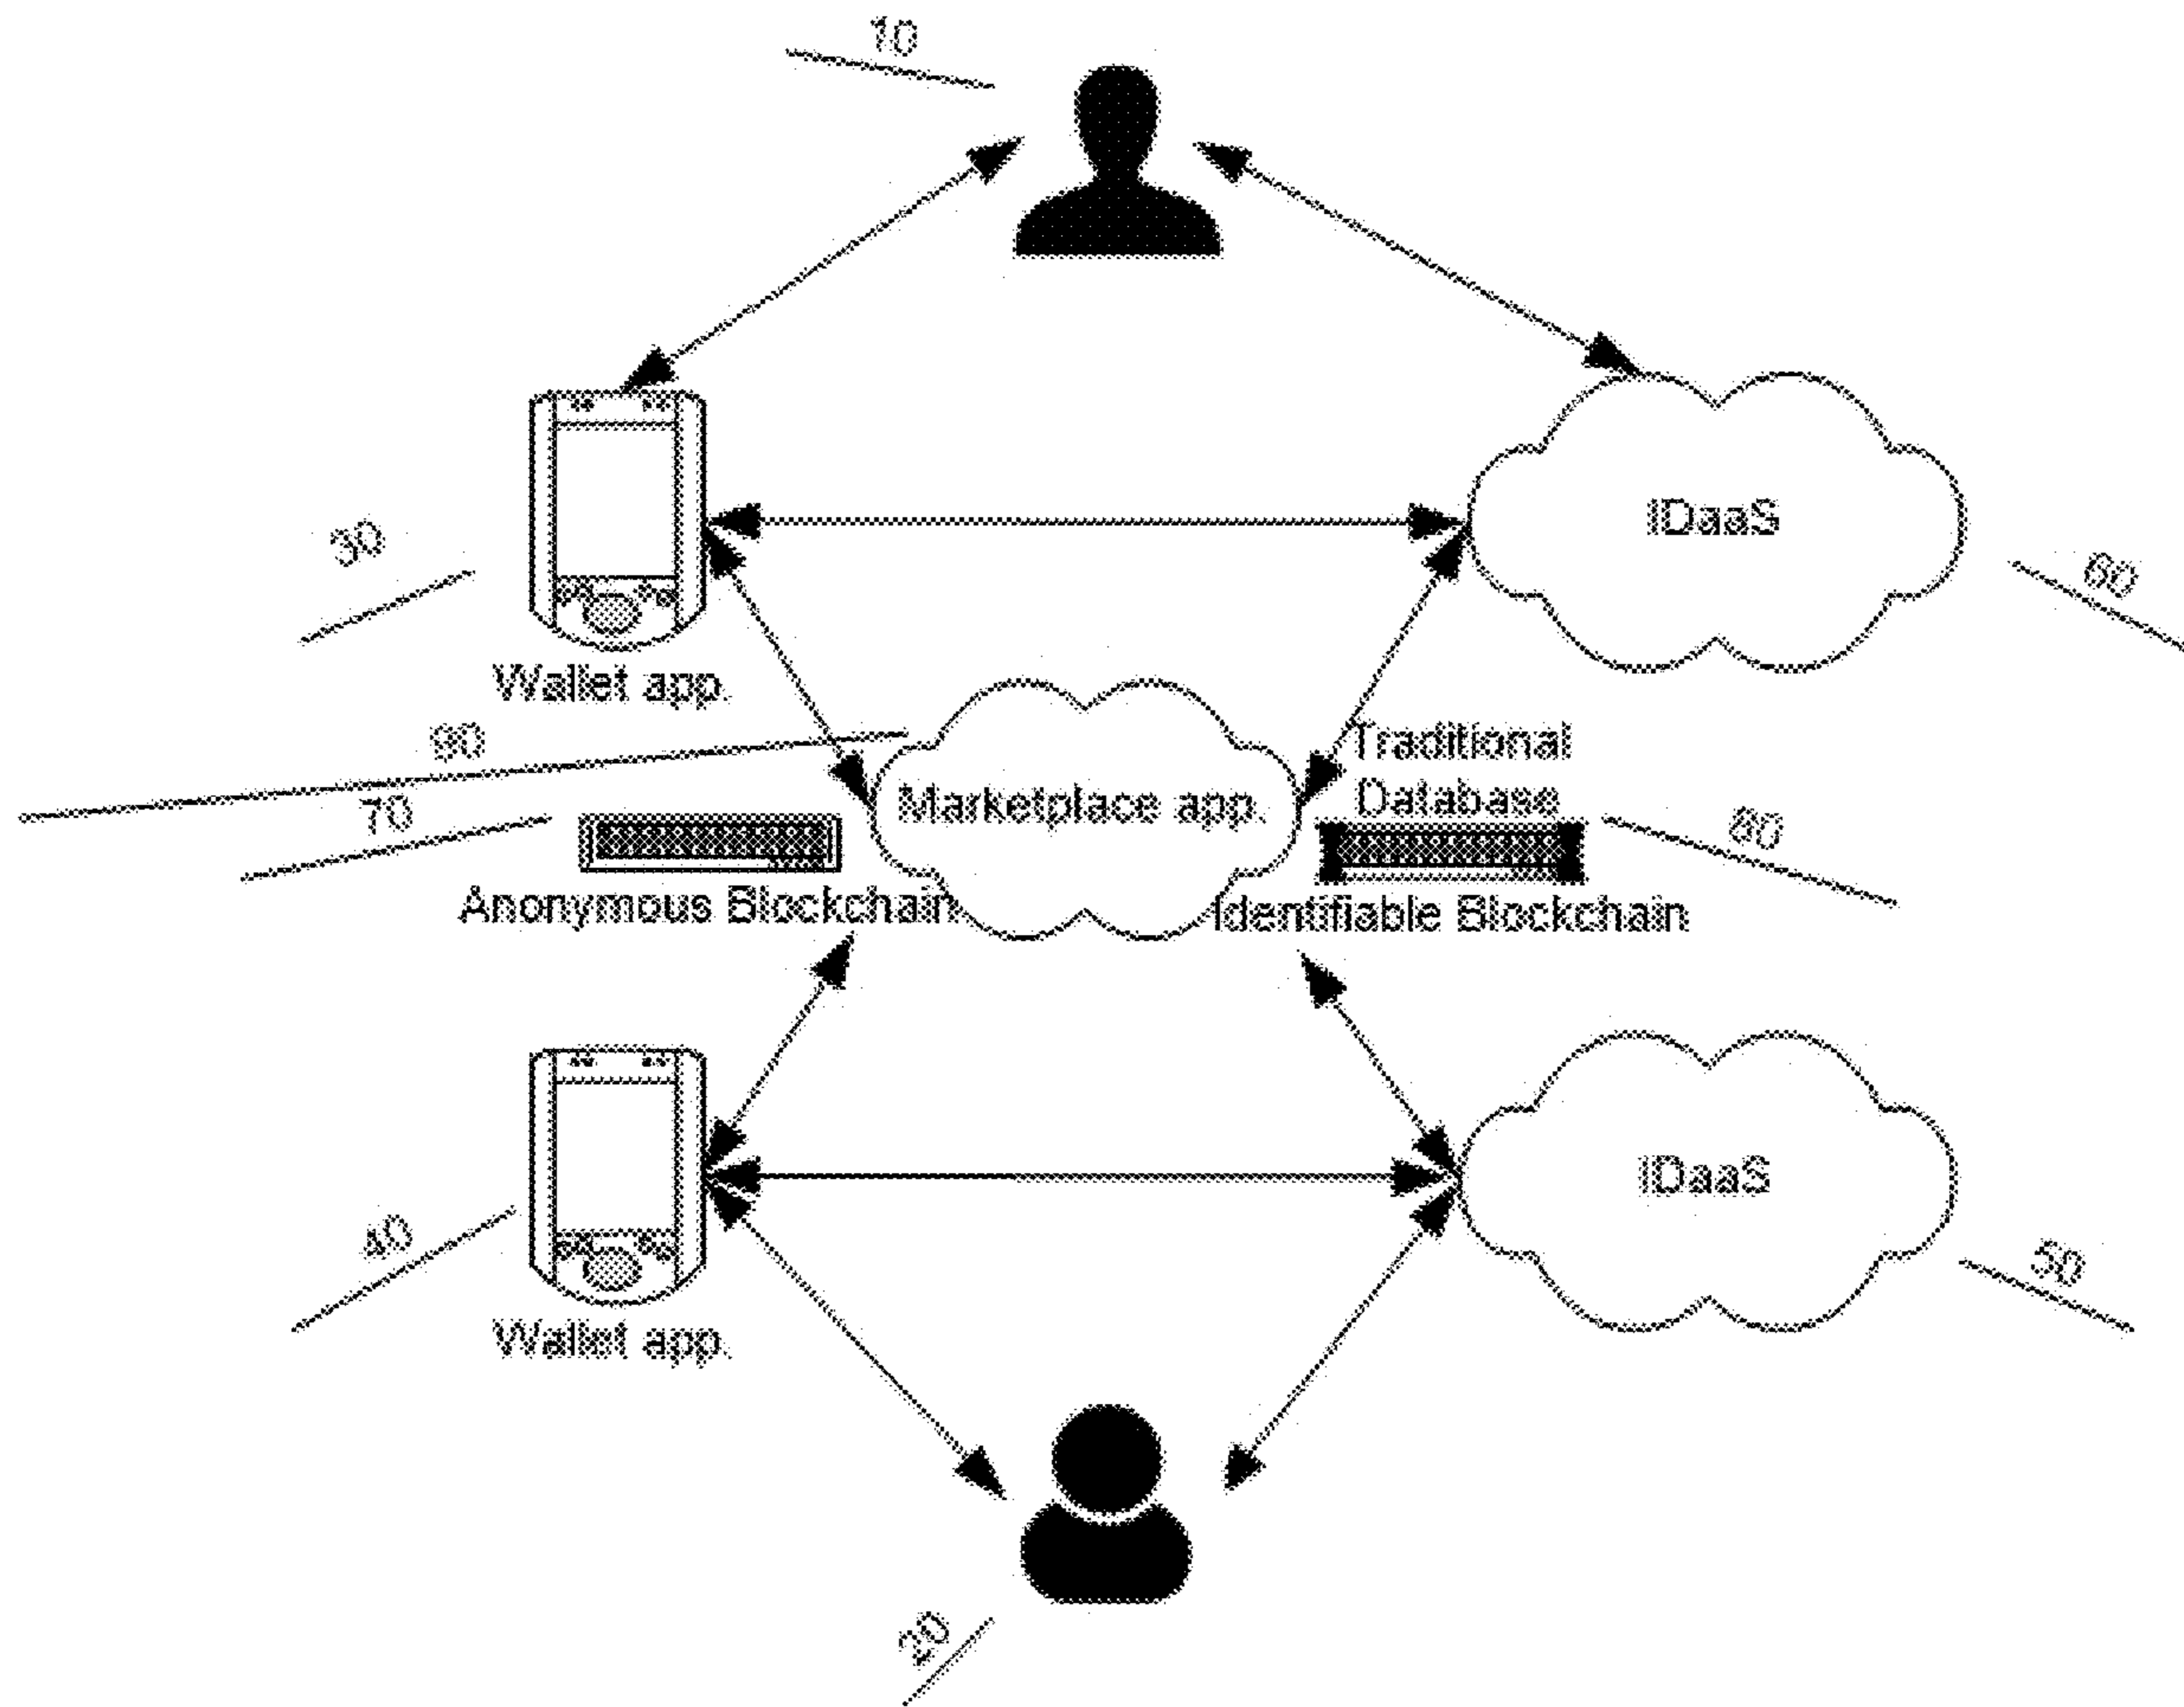 10
IDaaS
30
60
Wallet app.
90
Traditional
Database
70
Marketplace app.
80
Anonymous Blockchain
Identifiable Blockchain
IDaaS
40
50
Wallet app.
20